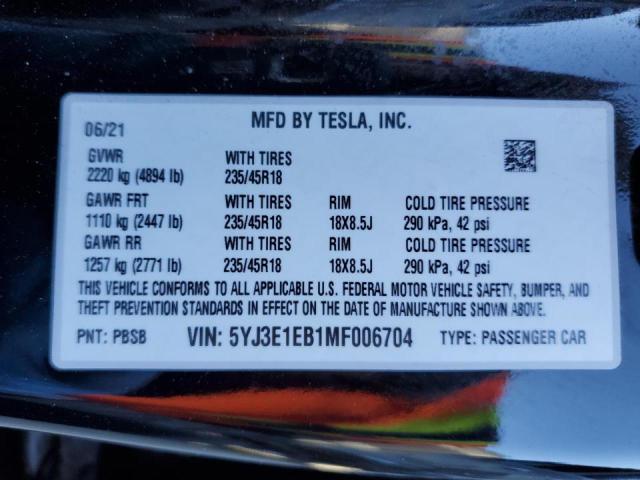 MFD BY TESLA, INC.
06/21
GVWR WITH TIRES
2220 kg (4894 lb) 235/45R18
GAWR FRT WITH TIRES RIM COLD TIRE PRESSURE
1110 kg (2447 lb) 235/45R18 18X8.5J 290 kPa, 42 psi
GAWR RR WITH TIRES RIM COLD TIRE PRESSURE
1257 kg (2771 lb) 235/45R18 18X8.5J 290 kPa, 42 psi
THIS VEHICLE CONFORMS TO ALL APPLICABLE U.S. FEDERAL MOTOR VEHICLE SAFETY, BUMPER, AND
THEFT PREVENTION STANDARDS IN EFFECT ON THE DATE OF MANUFACTURE SHOWN ABOVE.
PNT: PBSB VIN: 5YJ3E1EB1MF006704 TYPE: PASSENGER CAR